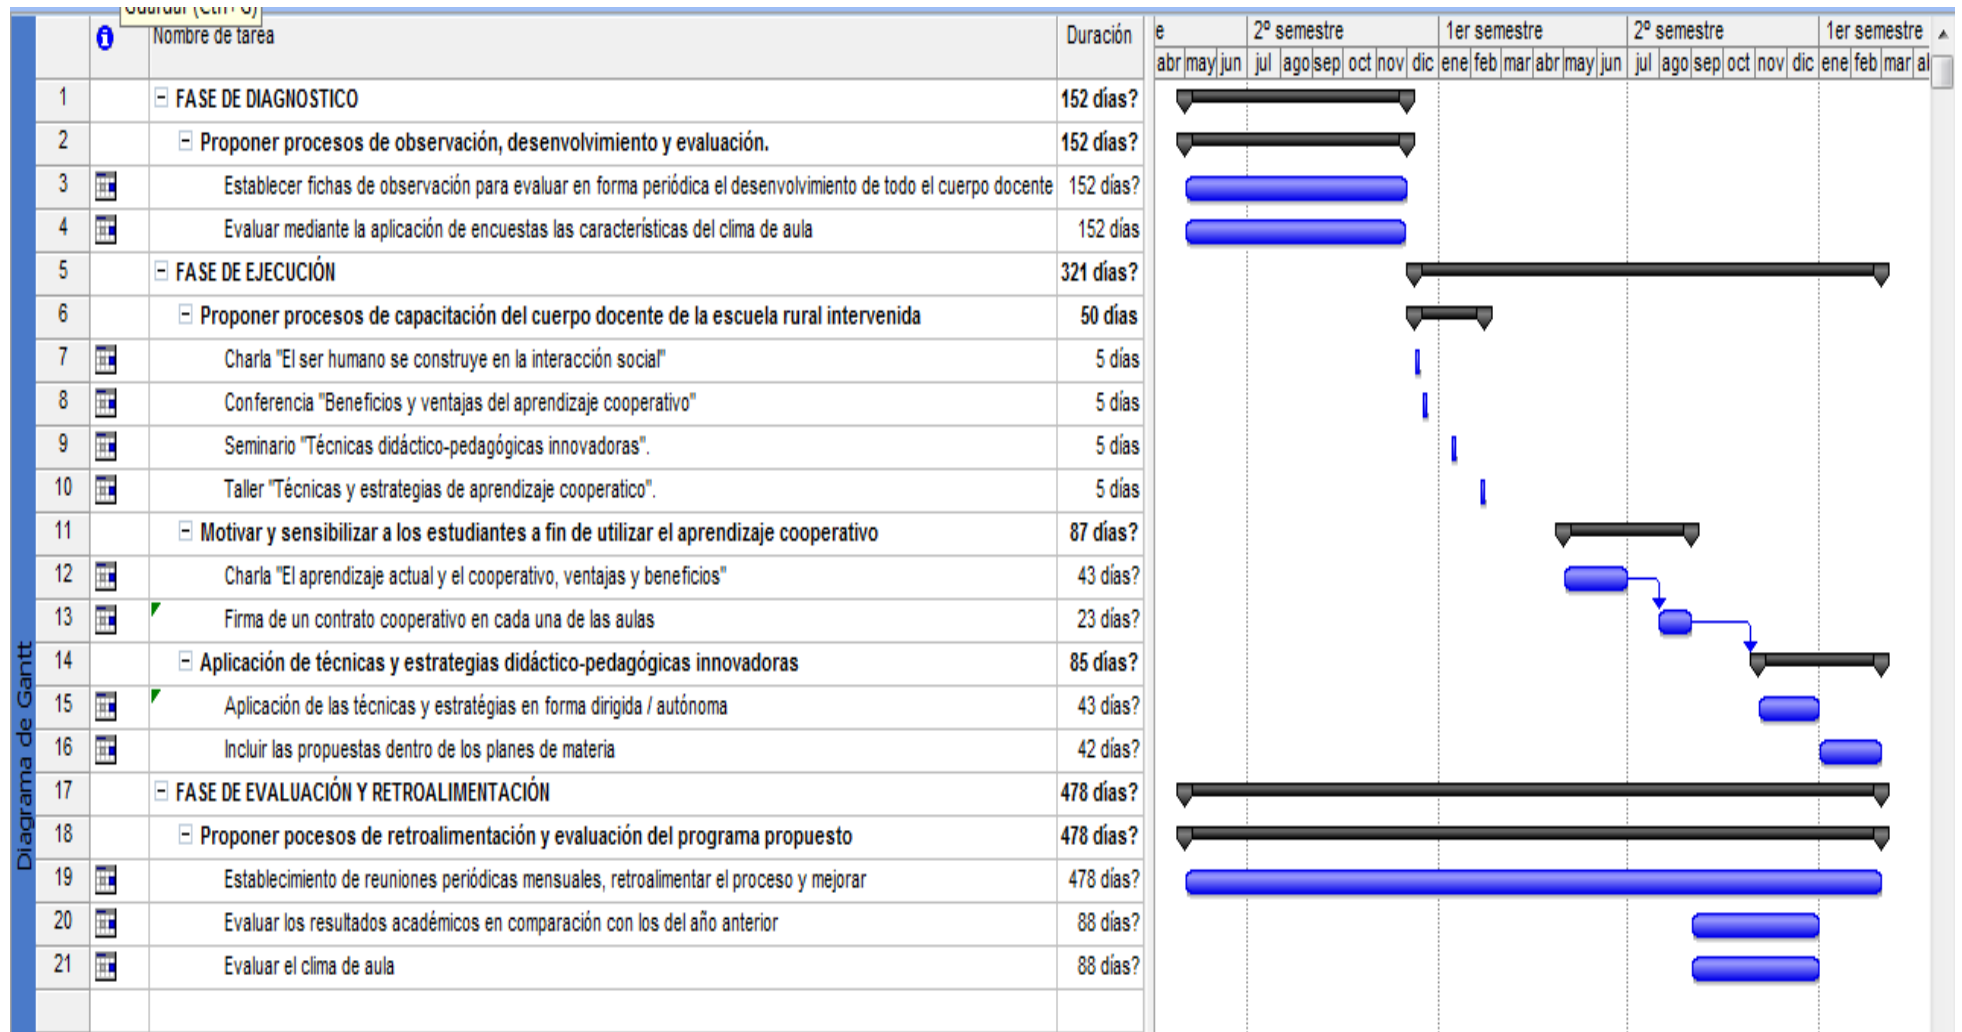 Guardar (Ctrl+G)
Nombre de tarea Duración e 2º semestre 1er semestre 2º semestre 1er semestre
abr may jun jul ago sep oct nov dic ene feb mar abr may jun jul ago sep oct nov dic ene feb mar al
1 FASE DE DIAGNOSTICO 152 días?
2 Proponer procesos de observación, desenvolvimiento y evaluación. 152 días?
3 Establecer fichas de observación para evaluar en forma periódica el desenvolvimiento de todo el cuerpo docente 152 días?
4 Evaluar mediante la aplicación de encuestas las características del clima de aula 152 días
5 FASE DE EJECUCIÓN 321 días?
6 Proponer procesos de capacitación del cuerpo docente de la escuela rural intervenida 50 días
7 Charla "El ser humano se construye en la interacción social" 5 días
8 Conferencia "Beneficios y ventajas del aprendizaje cooperativo" 5 días
9 Seminario "Técnicas didáctico-pedagógicas innovadoras". 5 días
10 Taller "Técnicas y estrategias de aprendizaje cooperatico". 5 días
11 Motivar y sensibilizar a los estudiantes a fin de utilizar el aprendizaje cooperativo 87 días?
12 Charla "El aprendizaje actual y el cooperativo, ventajas y beneficios" 43 días?
13 Firma de un contrato cooperativo en cada una de las aulas 23 días?
14 Aplicación de técnicas y estrategias didáctico-pedagógicas innovadoras 85 días?
15 Aplicación de las técnicas y estratégias en forma dirigida / autónoma 43 días?
16 Incluir las propuestas dentro de los planes de materia 42 días?
17 FASE DE EVALUACIÓN Y RETROALIMENTACIÓN 478 días?
18 Proponer pocesos de retroalimentación y evaluación del programa propuesto 478 días?
19 Establecimiento de reuniones periódicas mensuales, retroalimentar el proceso y mejorar 478 días?
20 Evaluar los resultados académicos en comparación con los del año anterior 88 días?
21 Evaluar el clima de aula 88 días?
Diagrama de Gantt